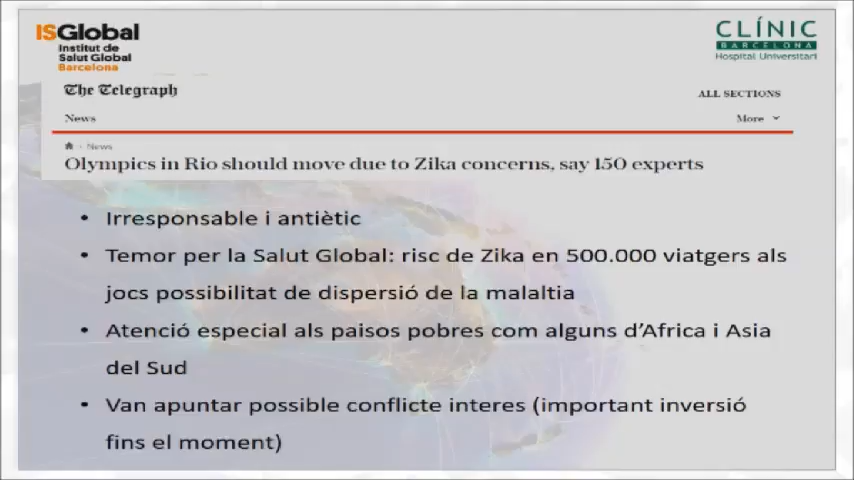 ISGlobal
Institut de
Salut Global
Barcelona
CLÍNIC
BARCELONA
Hospital Universitari
The Telegraph
ALL SECTIONS
News
More
News
Olympics in Rio should move due to Zika concerns, say 150 experts
• Irresponsable i antiètic
• Temor per la Salut Global: risc de Zika en 500.000 viatgers als
jocs possibilitat de dispersió de la malaltia
• Atenció especial als paisos pobres com alguns d'Africa i Asia
del Sud
• Van apuntar possible conflicte interes (important inversió
fins el moment)